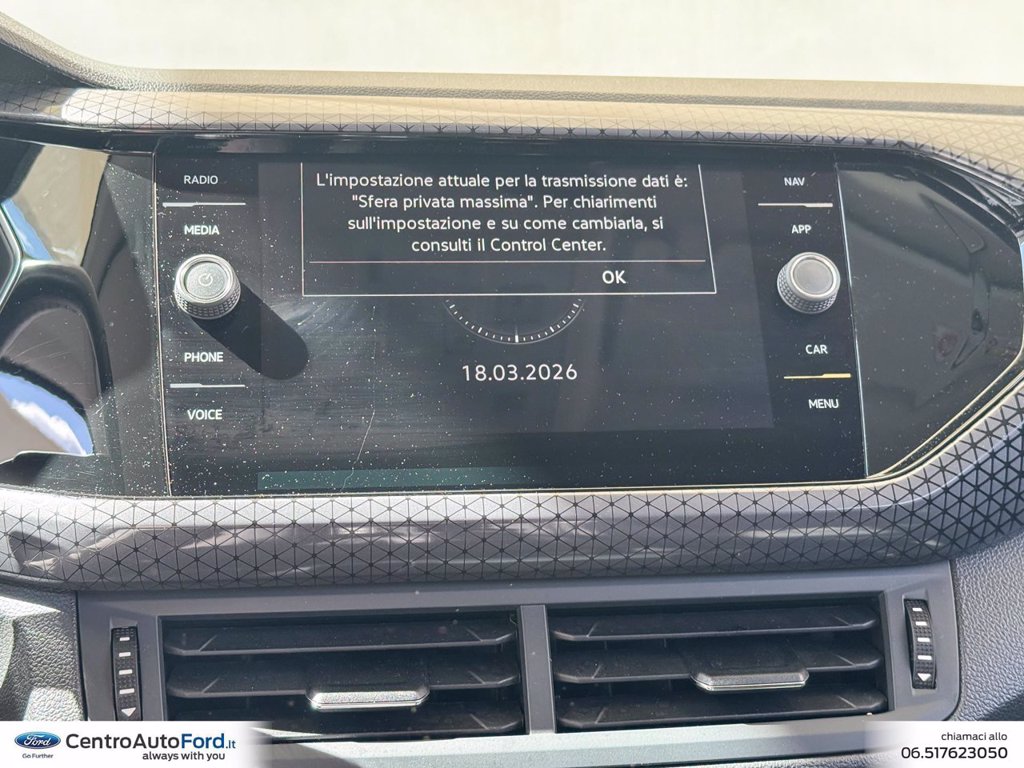 RADIO
MEDIA
PHONE
VOICE
L'impostazione attuale per la trasmissione dati è:
"Sfera privata massima". Per chiarimenti
sull'impostazione e su come cambiarla, si
consulti il Control Center.
OK
18.03.2026
NAV
APP
CAR
MENU
Ford
Go Further
CentroAutoFord.it
always with you
chiamaci allo
06.517623050